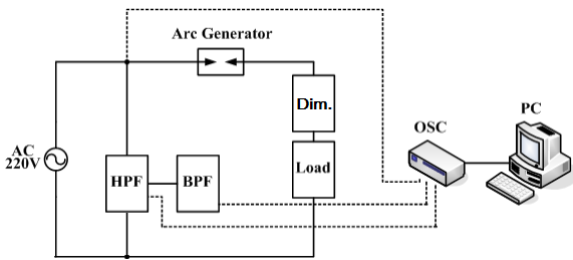 Arc Generator
Dim.
PC
OSC
AC
220V
HPF
BPF
Load